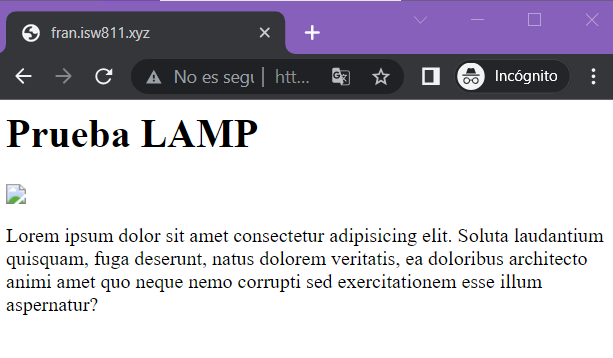 fran.isw811.xyz
No es segu | htt...
Incógnito
Prueba LAMP
Lorem ipsum dolor sit amet consectetur adipisicing elit. Soluta laudantium
quisquam, fuga deserunt, natus dolorem veritatis, ea doloribus architecto
animi amet quo neque nemo corrupti sed exercitationem esse illum
aspernatur?